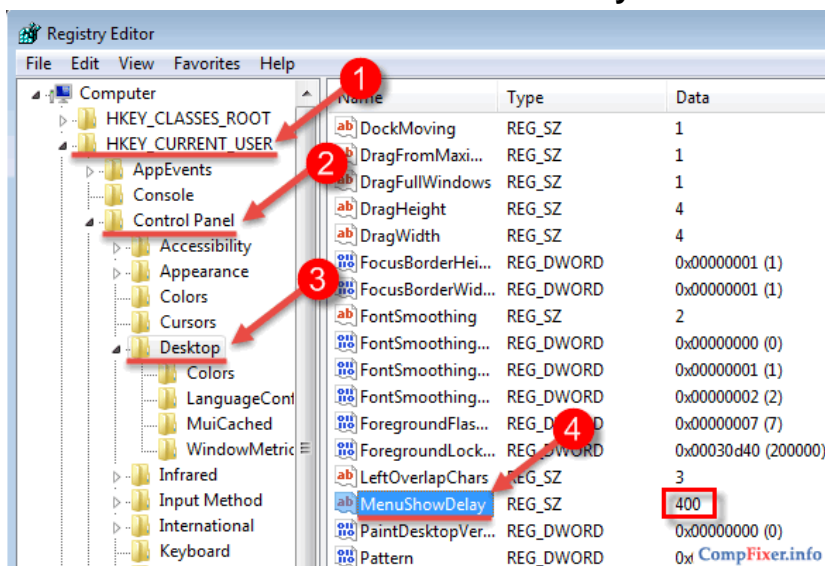 Registry Editor
File Edit View Favorites Help
Computer
HKEY_CLASSES_ROOT
HKEY_CURRENT_USER
AppEvents
Console
Control Panel
Accessibility
Appearance
Colors
Cursors
Desktop
Colors
LanguageConf
MuiCached
WindowMetric
Infrared
Input Method
International
Keyboard
1
2
3
4
Name Type Data
DockMoving REG_SZ 1
DragFromMaxi... REG_SZ 1
DragFullWindows REG_SZ 1
DragHeight REG_SZ 4
DragWidth REG_SZ 4
FocusBorderHei... REG_DWORD 0x00000001 (1)
FocusBorderWid... REG_DWORD 0x00000001 (1)
FontSmoothing REG_SZ 2
FontSmoothing... REG_DWORD 0x00000000 (0)
FontSmoothing... REG_DWORD 0x00000001 (1)
FontSmoothing... REG_DWORD 0x00000002 (2)
ForegroundFlas... REG_DWORD 0x00000007 (7)
ForegroundLock... REG_DWORD 0x00030d40 (200000)
LeftOverlapChars REG_SZ 3
MenuShowDelay REG_SZ 400
PaintDesktopVer... REG_DWORD 0x00000000 (0)
Pattern REG_DWORD
CompFixer.info